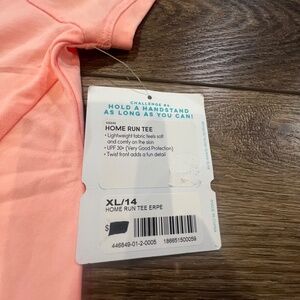 CHALLENGE #4
HOLD A HANDSTAND
AS LONG AS YOU CAN!
HOME RUN TEE
• Lightweight fabric feels soft
and comfy on the skin
• UPF 30+ (Very Good Protection)
• Twist front adds a fun detail
XL/14
HOME RUN TEE ERPE
$
446849-01-2-0005 186651500059